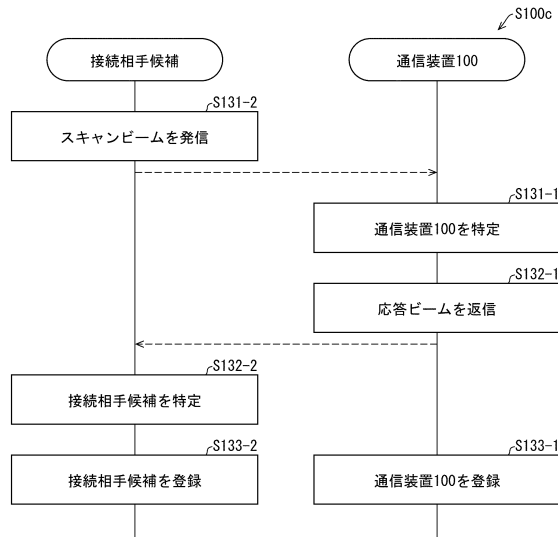 S100c
接続相手候補
通信装置100
S131-2
スキャンビームを発信
S131-1
通信装置100を特定
S132-1
応答ビームを返信
S132-2
接続相手候補を特定
S133-2
接続相手候補を登録
S133-1
通信装置100を登録